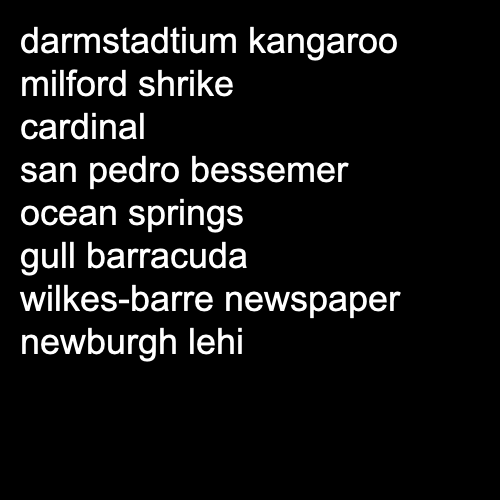 darmstadtium kangaroo
milford shrike
cardinal
san pedro bessemer
ocean springs
gull barracuda
wilkes-barre newspaper
newburgh lehi